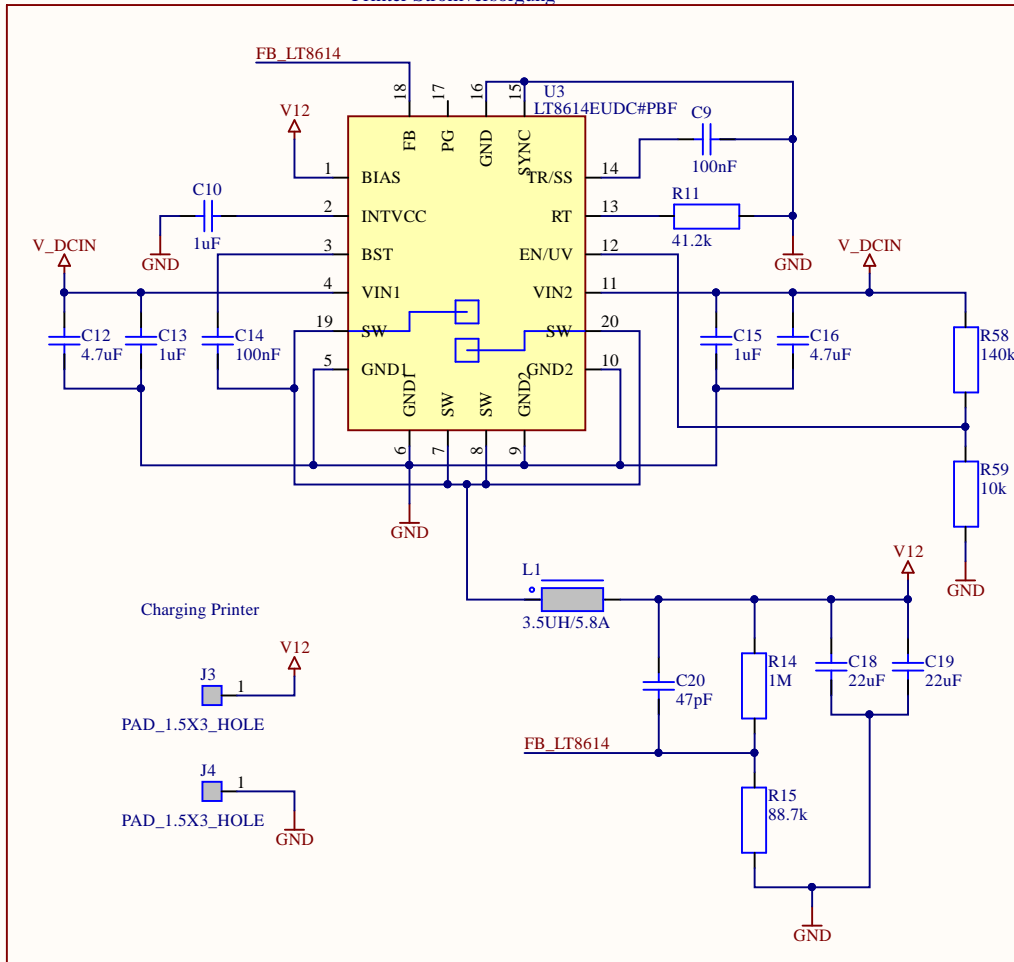 FB_LT8614
V12
U3
LT8614EUDC#PBF
18
17
16
15
FB
PG
GND
SYNC
C9
100nF
1
BIAS
TR/SS
14
C10
1uF
GND
2
INTVCC
RT
13
R11
41.2k
GND
3
BST
EN/UV
12
V_DCIN
V_DCIN
4
VIN1
VIN2
11
19
SW
SW
20
C12
4.7uF
C13
1uF
C14
100nF
C15
1uF
C16
4.7uF
R58
140k
5
GND1
GND2
10
GND1
SW
SW
GND2
6
7
8
9
GND
R59
10k
GND
L1
3.5UH/5.8A
V12
Charging Printer
V12
J3
1
PAD_1.5X3_HOLE
C20
47pF
R14
1M
C18
22uF
C19
22uF
FB_LT8614
J4
1
PAD_1.5X3_HOLE
GND
R15
88.7k
GND